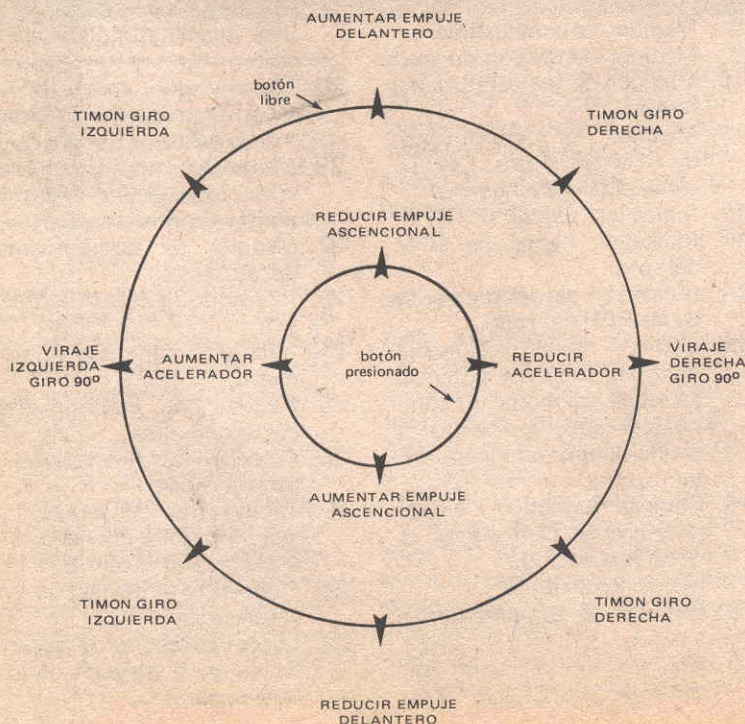 AUMENTAR EMPUJE
DELANTERO
botón
libre
TIMON GIRO
IZQUIERDA
TIMON GIRO
DERECHA
REDUCIR EMPUJE
ASCENCIONAL
VIRAJE
IZQUIERDA
GIRO 90º
AUMENTAR
ACELERADOR
botón
presionado
REDUCIR
ACELERADOR
VIRAJE
DERECHA
GIRO 90º
AUMENTAR EMPUJE
ASCENCIONAL
TIMON GIRO
IZQUIERDA
TIMON GIRO
DERECHA
REDUCIR EMPUJE
DELANTERO